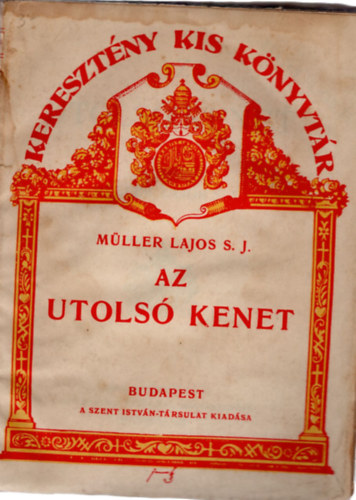 KERESZTÉNY KIS KÖNYVTÁR
MÜLLER LAJOS S. J.
AZ
UTOLSÓ KENET
BUDAPEST
A SZENT ISTVÁN-TÁRSULAT KIADÁSA